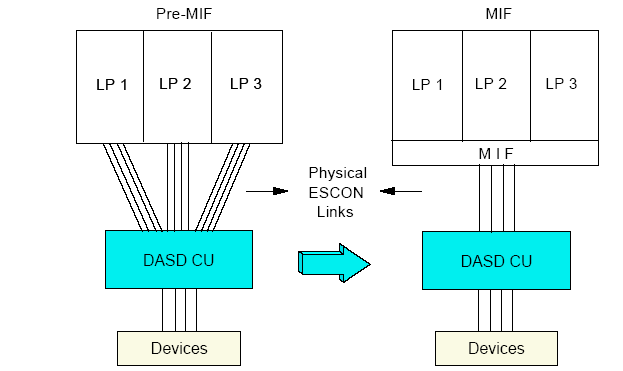 Pre-MIF
MIF
LP 1
LP 2
LP 3
LP 1
LP 2
LP 3
M I F
Physical
ESCON
Links
DASD CU
DASD CU
Devices
Devices